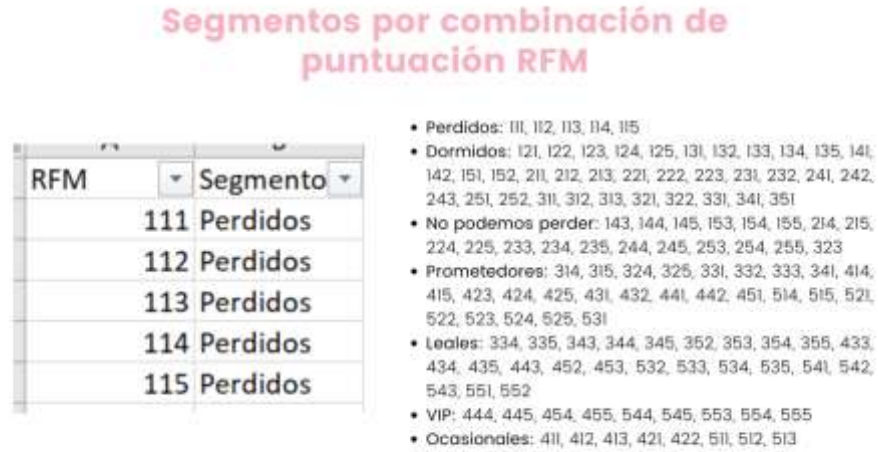 Segmentos por combinación de
puntuación RFM
RFM Segmento
111 Perdidos
112 Perdidos
113 Perdidos
114 Perdidos
115 Perdidos
• Perdidos: 111, 112, 113, 114, 115
• Dormidos: 121, 122, 123, 124, 125, 131, 132, 133, 134, 135, 141,
142, 151, 152, 211, 212, 213, 221, 222, 223, 231, 232, 241, 242,
243, 251, 252, 311, 312, 313, 321, 322, 331, 341, 351
• No podemos perder: 143, 144, 145, 153, 154, 155, 214, 215,
224, 225, 233, 234, 235, 244, 245, 253, 254, 255, 323
• Prometedores: 314, 315, 324, 325, 331, 332, 333, 341, 414,
415, 423, 424, 425, 431, 432, 441, 442, 451, 514, 515, 521,
522, 523, 524, 525, 531
• Leales: 334, 335, 343, 344, 345, 352, 353, 354, 355, 433,
434, 435, 443, 452, 453, 532, 533, 534, 535, 541, 542,
543, 551, 552
• VIP: 444, 445, 454, 455, 544, 545, 553, 554, 555
• Ocasionales: 411, 412, 413, 421, 422, 511, 512, 513